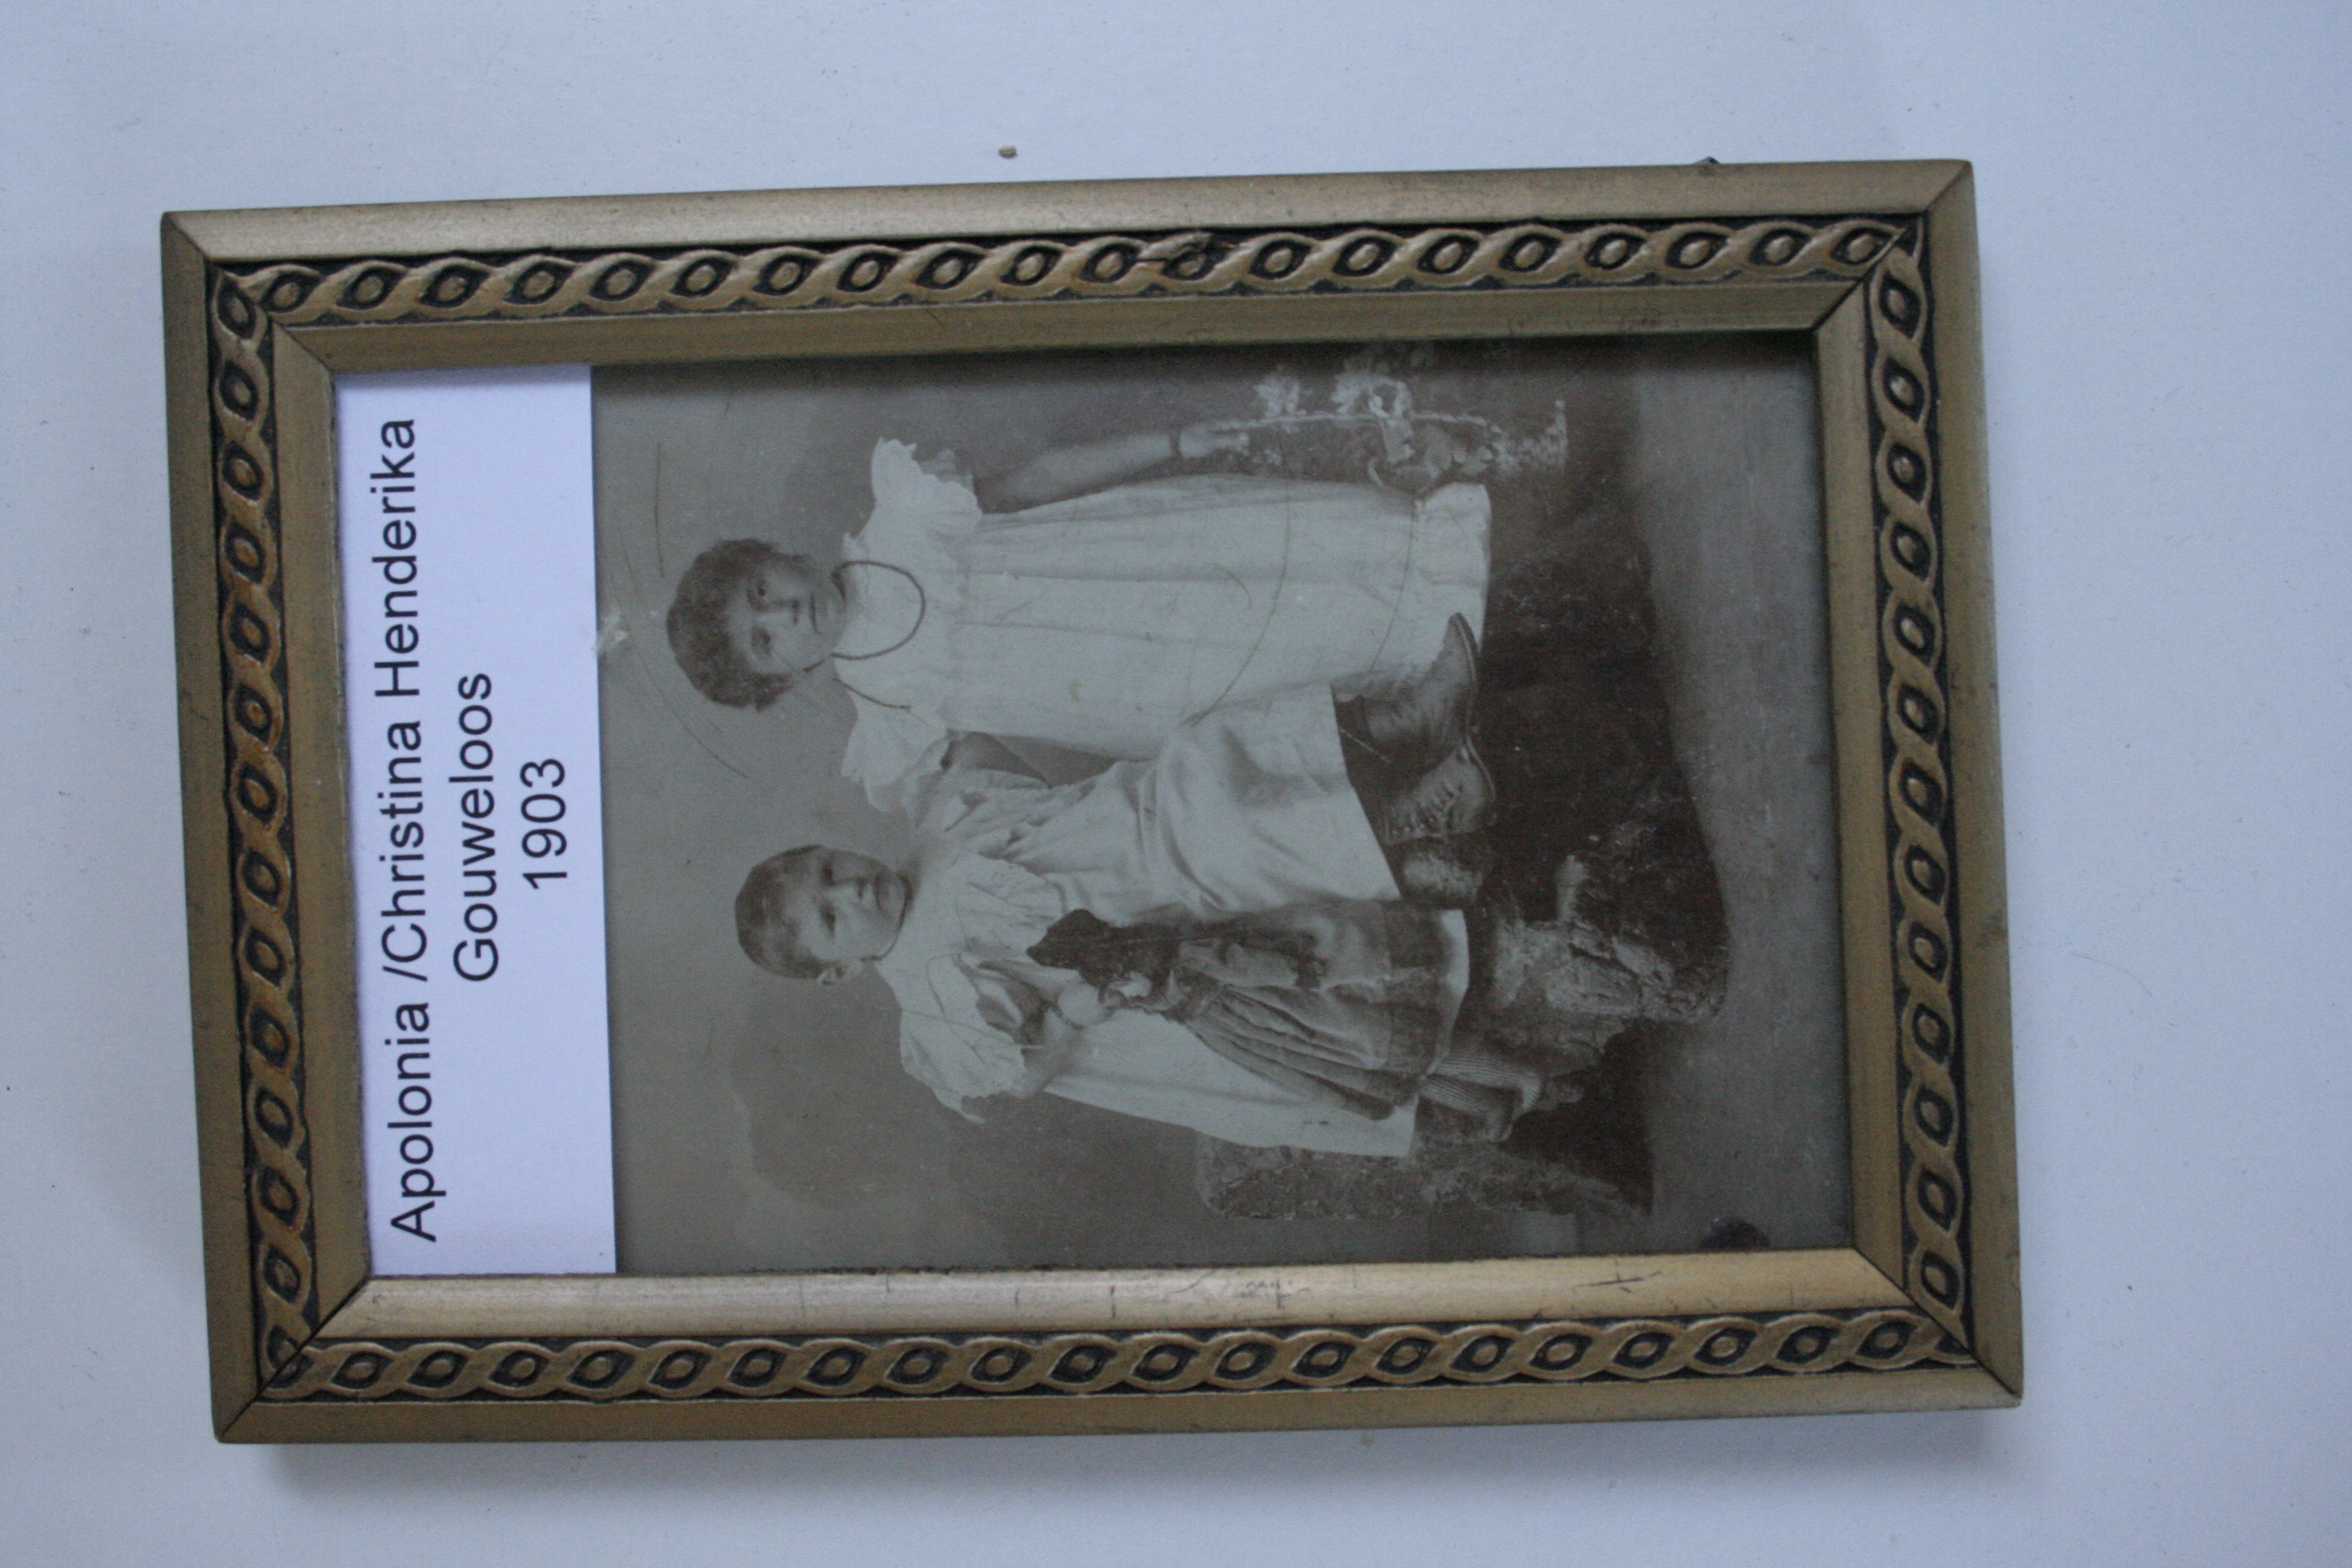 Apolonia /Christina Henderika
Gouweloos
1903